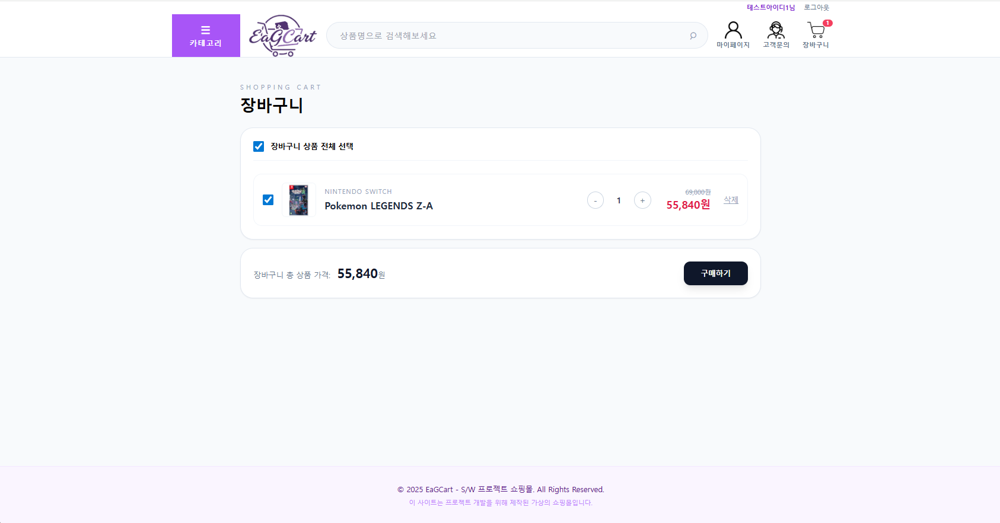 테스트아이디1님 로그아웃
카테고리
EaGCart
상품명으로 검색해보세요
마이페이지
고객문의
1
장바구니
SHOPPING CART
장바구니
장바구니 상품 전체 선택
NINTENDO SWITCH
Pokemon LEGENDS Z-A
- 1 +
69,800원
55,840원
삭제
장바구니 총 상품 가격: 55,840원
구매하기
© 2025 EaGCart - S/W 프로젝트 쇼핑몰. All Rights Reserved.
이 사이트는 프로젝트 개발을 위해 제작된 가상의 쇼핑몰입니다.